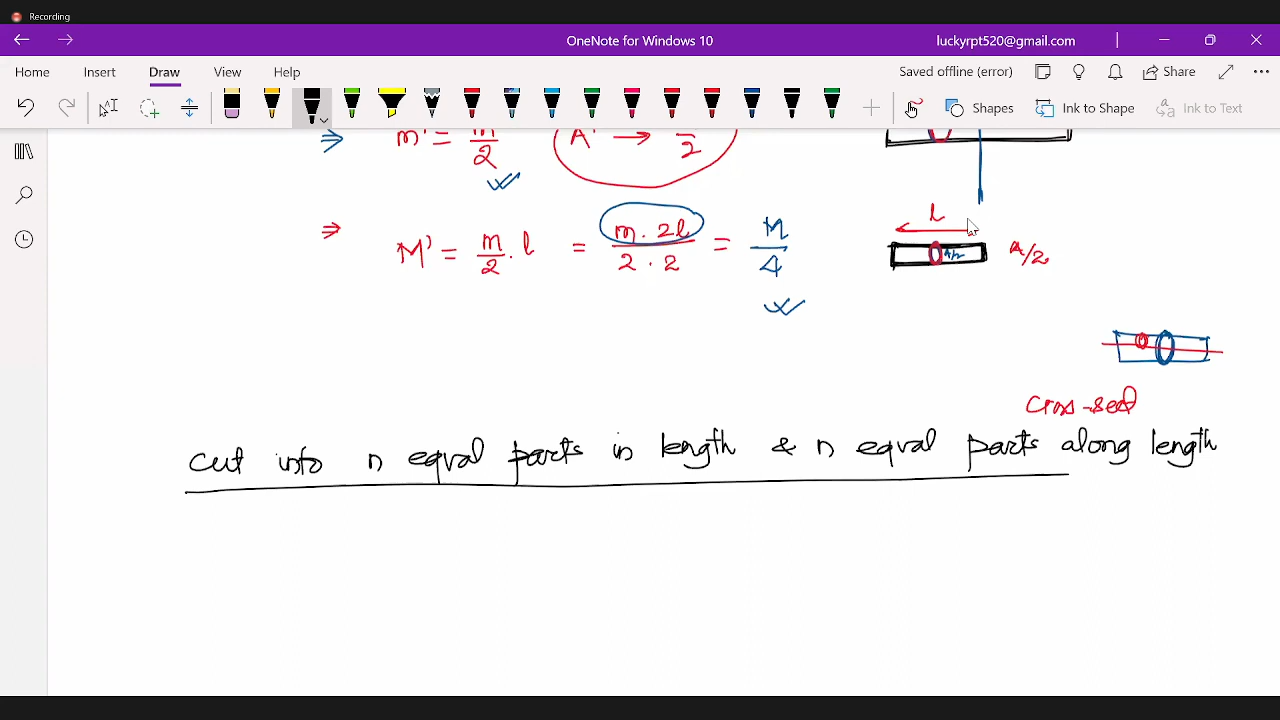 Recording
OneNote for Windows 10
luckyrpt520@gmail.com
Home Insert Draw View Help
Saved offline (error)
Share
Shapes
Ink to Shape
Ink to Text
⇒ m' = m/2
A' → /2
⇒ M' = m/2 . l = m . 2l / 2 . 2 = M/4
l
A/2
A/2
cut into n equal parts in length & n equal parts along length